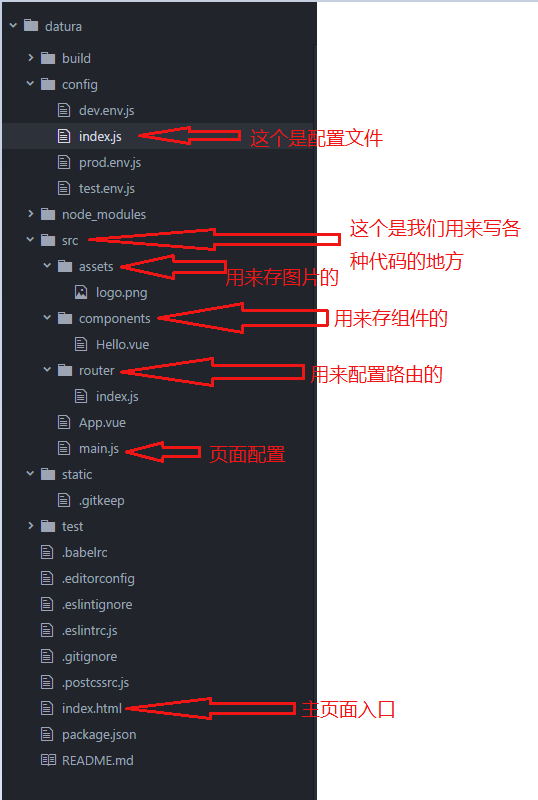 datura
build
config
dev.env.js
index.js
这个是配置文件
prod.env.js
test.env.js
node_modules
src
这个是我们用来写各
种代码的地方
assets
用来存图片的
logo.png
components
用来存组件的
Hello.vue
router
用来配置路由的
index.js
App.vue
main.js
页面配置
static
.gitkeep
test
.babelrc
.editorconfig
.eslintignore
.eslintrc.js
.gitignore
.postcssrc.js
index.html
主页面入口
package.json
README.md